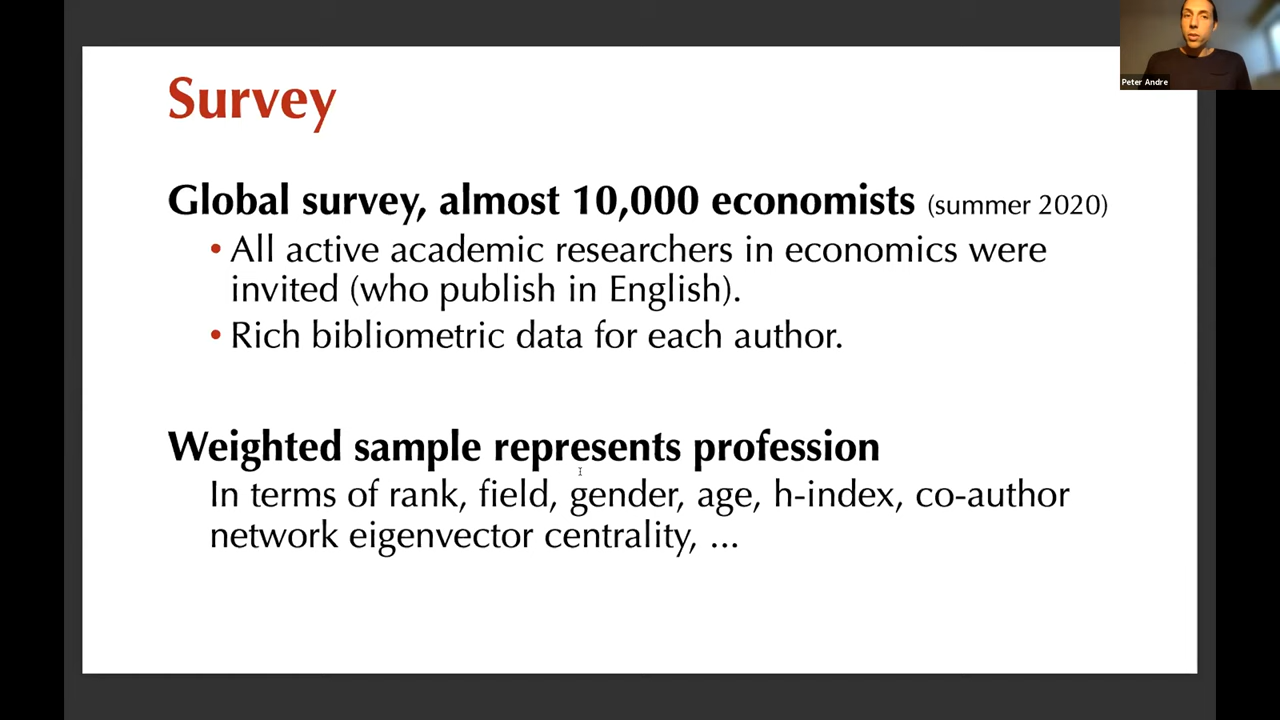 Peter Andre
Survey
Global survey, almost 10,000 economists (summer 2020)
• All active academic researchers in economics were
invited (who publish in English).
• Rich bibliometric data for each author.
Weighted sample represents profession
In terms of rank, field, gender, age, h-index, co-author
network eigenvector centrality, ...